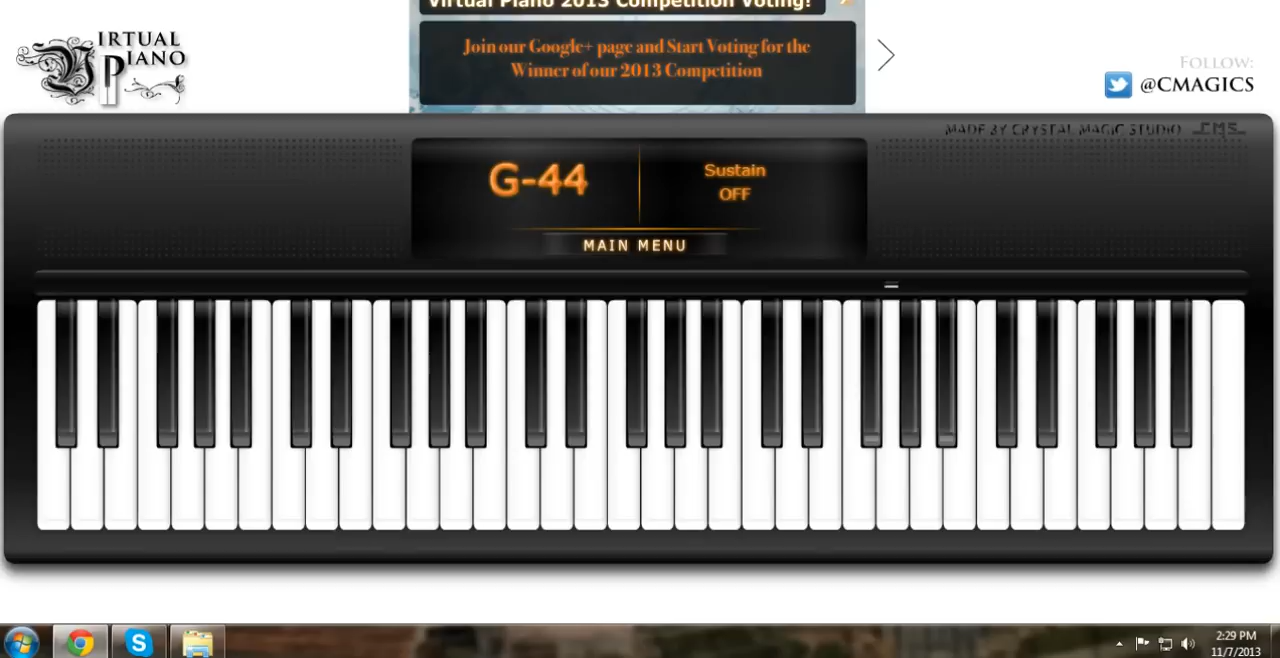 Virtual Piano 2013 Competition Voting!
Join our Google+ page and Start Voting for the
Winner of our 2013 Competition
VIRTUAL
PIANO
FOLLOW:
@CMAGICS
MADE BY CRYSTAL MAGIC STUDIO CMS
G-44
Sustain
OFF
MAIN MENU
2:29 PM
11/7/2013